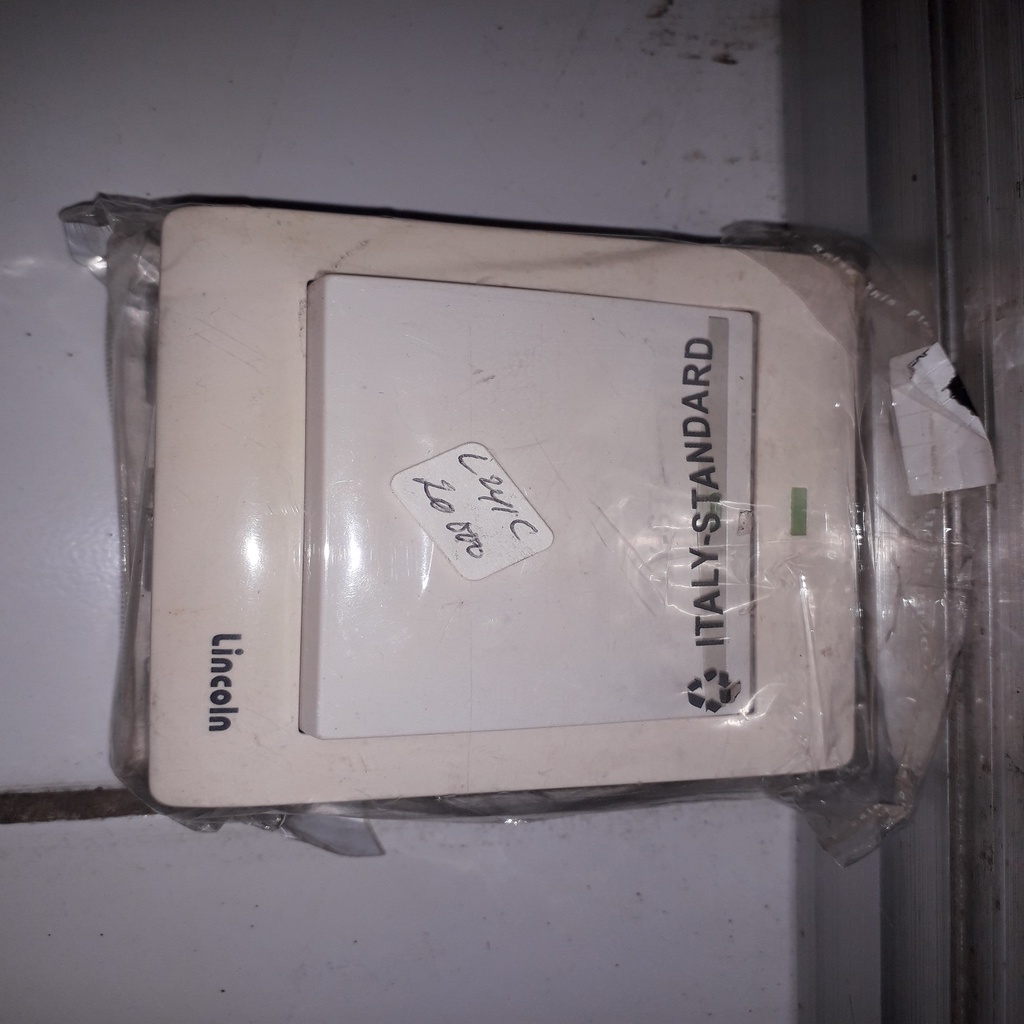 Lincoln
L241C
20 000
ITALY-STANDARD